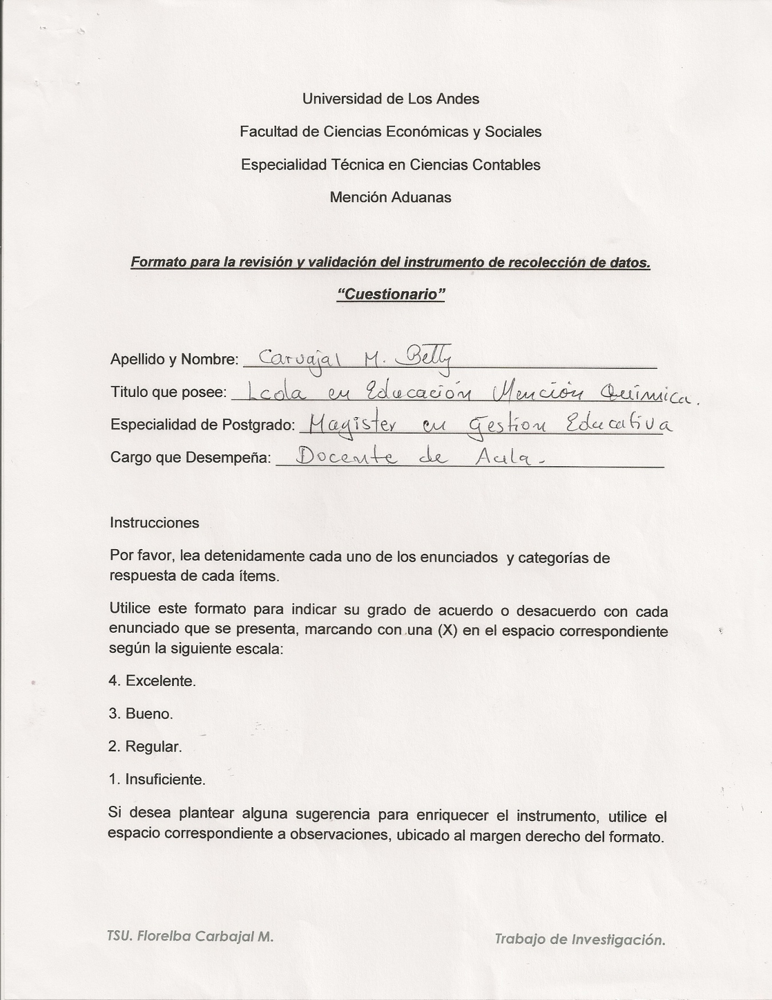 Universidad de Los Andes
Facultad de Ciencias Económicas y Sociales
Especialidad Técnica en Ciencias Contables
Mención Aduanas
Formato para la revisión y validación del instrumento de recolección de datos.
“Cuestionario”
Apellido y Nombre: Carvajal M. Betty
Titulo que posee: Lcda en Educación Mención Química.
Especialidad de Postgrado: Magister en Gestion Educativa
Cargo que Desempeña: Docente de Aula.
Instrucciones
Por favor, lea detenidamente cada uno de los enunciados y categorías de
respuesta de cada ítems.
Utilice este formato para indicar su grado de acuerdo o desacuerdo con cada
enunciado que se presenta, marcando con una (X) en el espacio correspondiente
según la siguiente escala:
4. Excelente.
3. Bueno.
2. Regular.
1. Insuficiente.
Si desea plantear alguna sugerencia para enriquecer el instrumento, utilice el
espacio correspondiente a observaciones, ubicado al margen derecho del formato.
TSU. Florelba Carbajal M. Trabajo de Investigación.